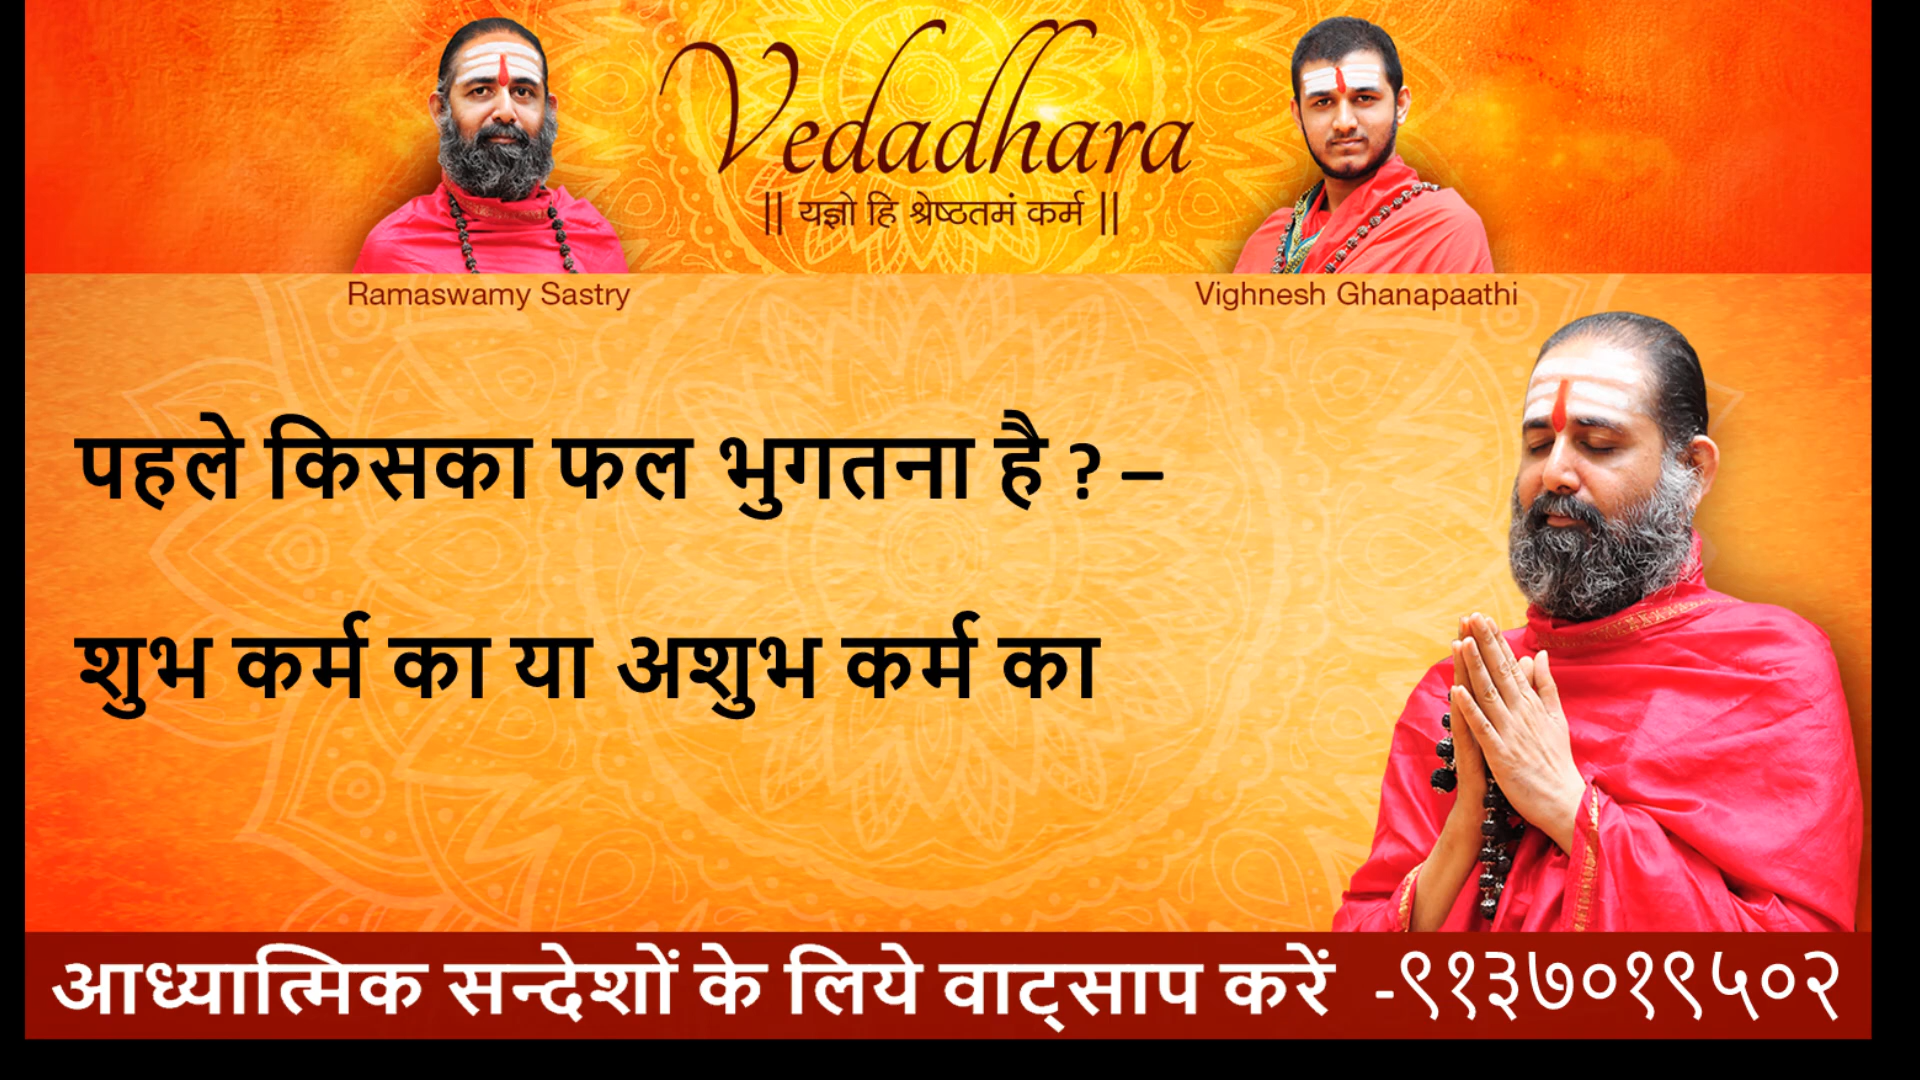 Vedadhara
|| यज्ञो हि श्रेष्ठतमं कर्म ||
Ramaswamy Sastry
Vighnesh Ghanapaathi
पहले किसका फल भुगतना है ? –
शुभ कर्म का या अशुभ कर्म का
आध्यात्मिक सन्देशों के लिये वाट्साप करें -९१३७०१९५०२